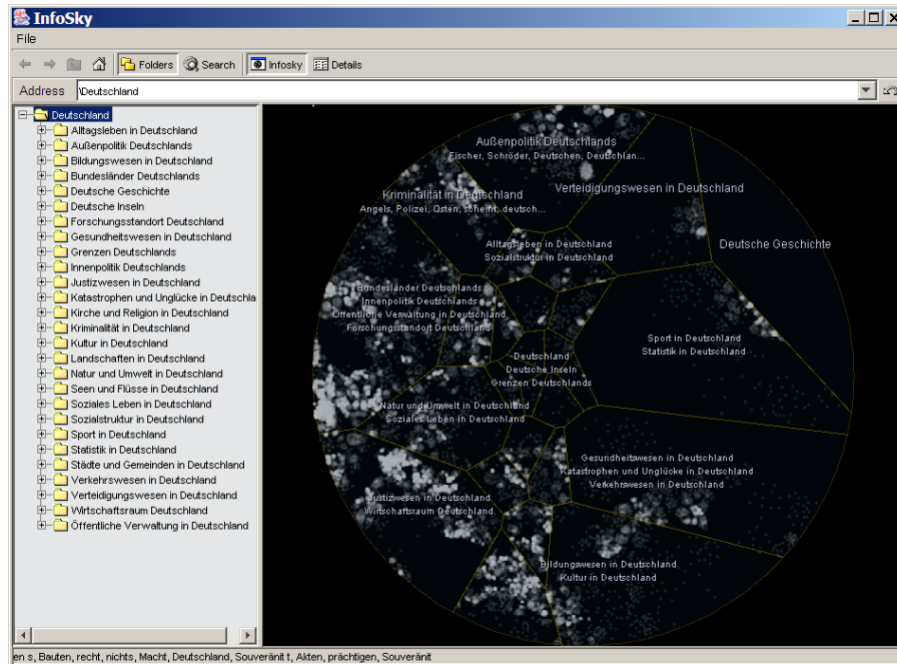 InfoSky
File
Folders Search Infosky Details
Address \Deutschland
Deutschland
Alltagsleben in Deutschland
Außenpolitik Deutschlands
Bildungswesen in Deutschland
Bundesländer Deutschlands
Deutsche Geschichte
Deutsche Inseln
Forschungsstandort Deutschland
Gesundheitswesen in Deutschland
Grenzen Deutschlands
Innenpolitik Deutschlands
Justizwesen in Deutschland
Katastrophen und Unglücke in Deutschla
Kirche und Religion in Deutschland
Kriminalität in Deutschland
Kultur in Deutschland
Landschaften in Deutschland
Natur und Umwelt in Deutschland
Seen und Flüsse in Deutschland
Soziales Leben in Deutschland
Sozialstruktur in Deutschland
Sport in Deutschland
Statistik in Deutschland
Städte und Gemeinden in Deutschland
Verkehrswesen in Deutschland
Verteidigungswesen in Deutschland
Wirtschaftsraum Deutschland
Öffentliche Verwaltung in Deutschland
Außenpolitik Deutschlands
Fischer, Schröder, Deutschen, Deutschlan...
Verteidigungswesen in Deutschland
Kriminalität in Deutschland
Angels, Polizei, Osten, scheint, deutsch...
Deutsche Geschichte
Alltagsleben in Deutschland
Sozialstruktur in Deutschland
Bundesländer Deutschlands
Innenpolitik Deutschlands
Öffentliche Verwaltung in Deutschland
Forschungsstandort Deutschland
Sport in Deutschland
Statistik in Deutschland
Deutschland
Deutsche Inseln
Grenzen Deutschlands
Natur und Umwelt in Deutschland
Soziales Leben in Deutschland
Gesundheitswesen in Deutschland
Katastrophen und Unglücke in Deutschland
Verkehrswesen in Deutschland
Justizwesen in Deutschland
Wirtschaftsraum Deutschland
Bildungswesen in Deutschland
Kultur in Deutschland
en s, Bauten, recht, nichts, Macht, Deutschland, Souveränit t, Akten, prächtigen, Souveränit